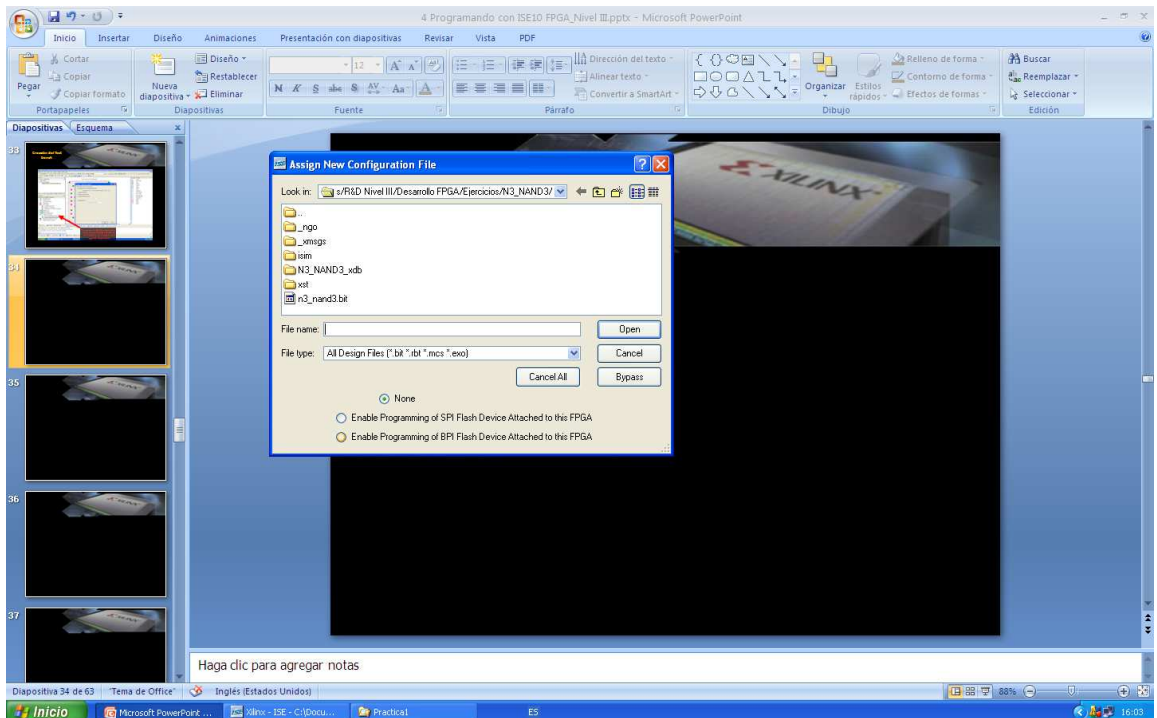 4 Programando con ISE10 FPGA_Nivel III.pptx - Microsoft PowerPoint
Inicio Insertar Diseño Animaciones Presentación con diapositivas Revisar Vista PDF
Pegar
Cortar
Copiar
Copiar formato
Portapapeles
Nueva diapositiva
Diseño
Restablecer
Eliminar
Diapositivas
12
N K S abc S AV Aa A
Fuente
Dirección del texto
Alinear texto
Convertir a SmartArt
Párrafo
Organizar
Estilos rápidos
Relleno de forma
Contorno de forma
Efectos de formas
Dibujo
Buscar
Reemplazar
Seleccionar
Edición
Diapositivas Esquema x
33
34
35
36
37
XILINX
Assign New Configuration File
Look in: s/R&D Nivel III/Desarrollo FPGA/Ejercicios/N3_NAND3/
..
_ngo
_xmsgs
isim
N3_NAND3_xdb
xst
n3_nand3.bit
File name:
Open
File type: All Design Files (*.bit *.rbt *.mcs *.exo)
Cancel
Cancel All
Bypass
None
Enable Programming of SPI Flash Device Attached to this FPGA
Enable Programming of BPI Flash Device Attached to this FPGA
Haga clic para agregar notas
Diapositiva 34 de 63 "Tema de Office" Inglés (Estados Unidos) 88%
Inicio Microsoft PowerPoint ... Xilinx - ISE - C:\Docu... Practica1 ES 16:03